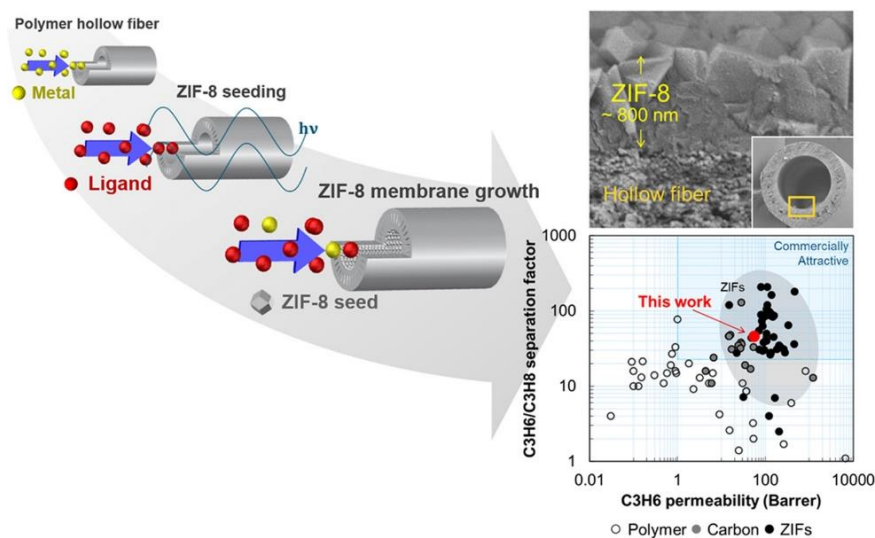 Polymer hollow fiber
Metal
ZIF-8 seeding
hν
Ligand
ZIF-8 membrane growth
ZIF-8 seed
ZIF-8
~ 800 nm
Hollow fiber
C3H6/C3H8 separation factor
1000
100
10
1
Commercially
Attractive
ZIFs
This work
0.01
1
100
10000
C3H6 permeability (Barrer)
Polymer
Carbon
ZIFs